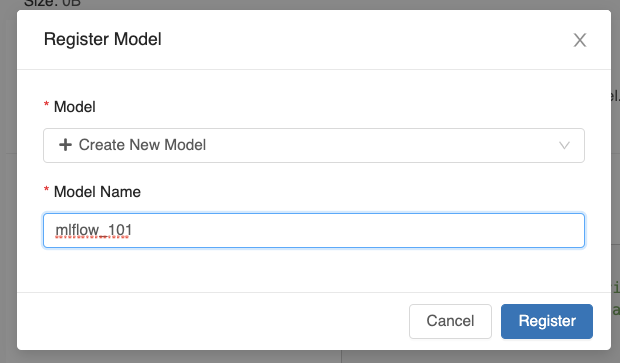 Size: 0B
Register Model
* Model
+ Create New Model
* Model Name
mlflow_101
Cancel
Register